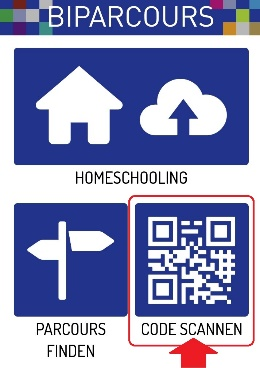 BIPARCOURS
HOMESCHOOLING
PARCOURS
FINDEN
CODE SCANNEN